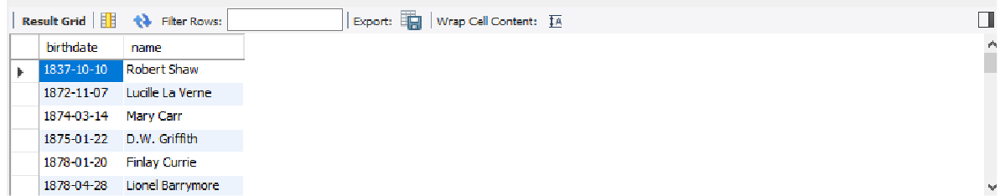 Result Grid Filter Rows: Export: Wrap Cell Content:
birthdate name
1837-10-10 Robert Shaw
1872-11-07 Lucille La Verne
1874-03-14 Mary Carr
1875-01-22 D.W. Griffith
1878-01-20 Finlay Currie
1878-04-28 Lionel Barrymore